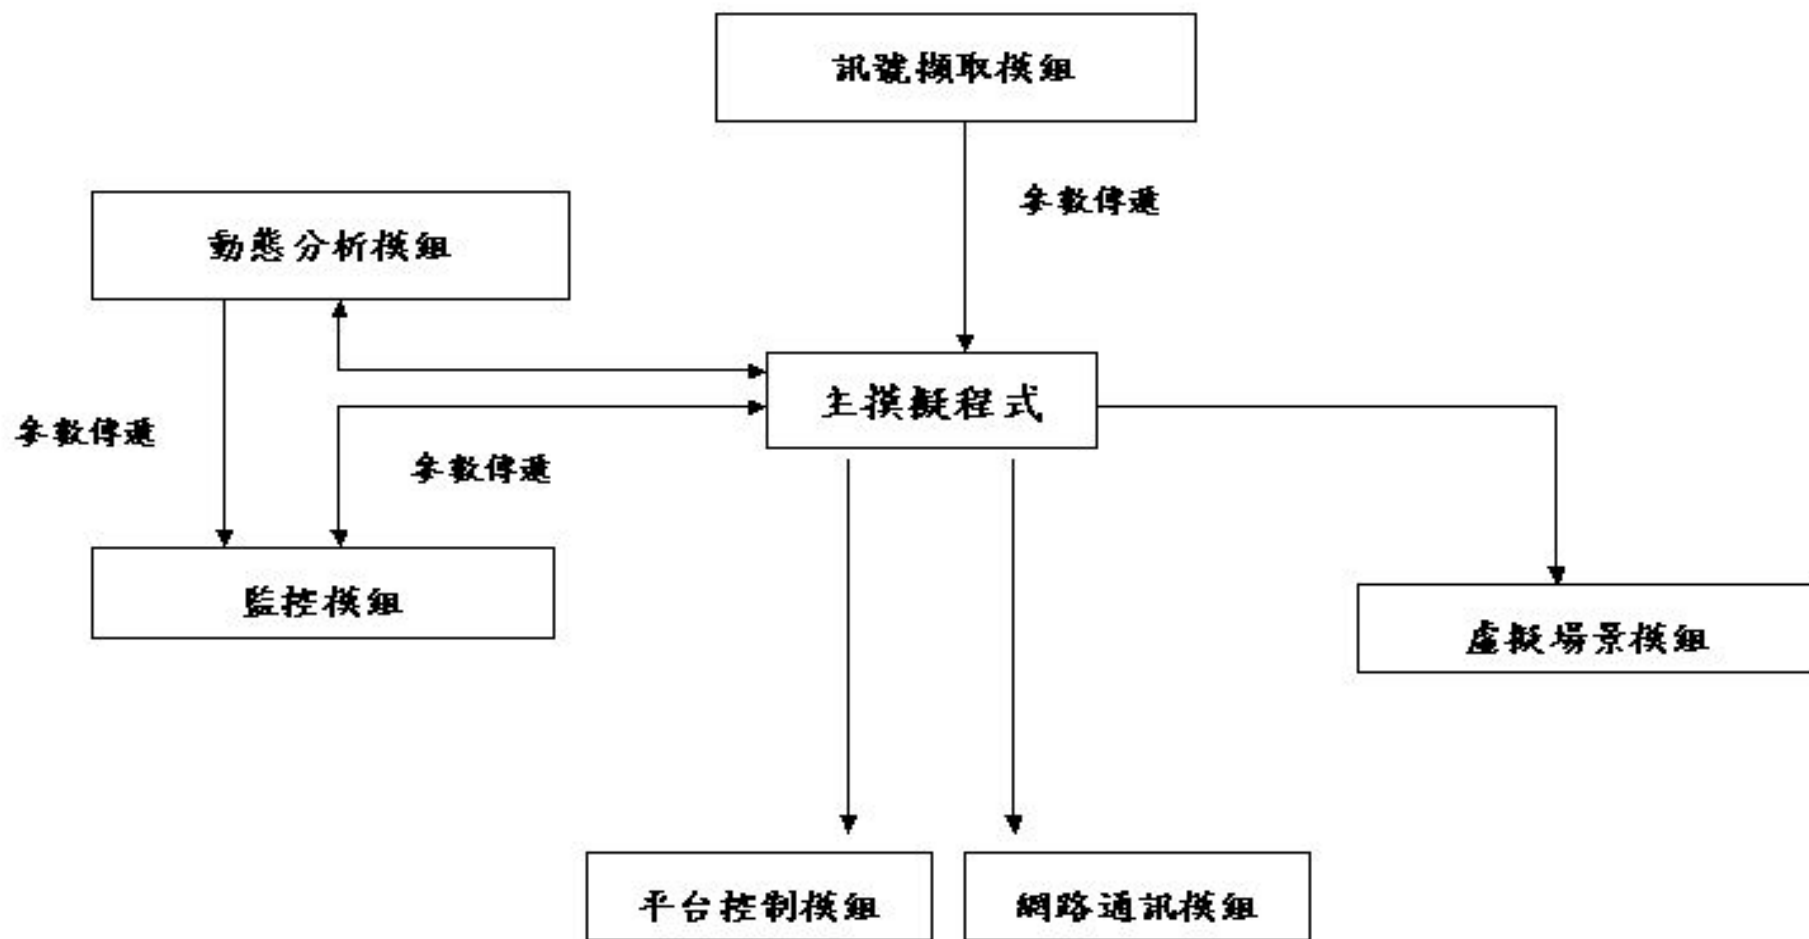 訊號擷取模組
參數傳遞
動態分析模組
主模擬程式
參數傳遞
參數傳遞
監控模組
虛擬場景模組
平台控制模組
網路通訊模組